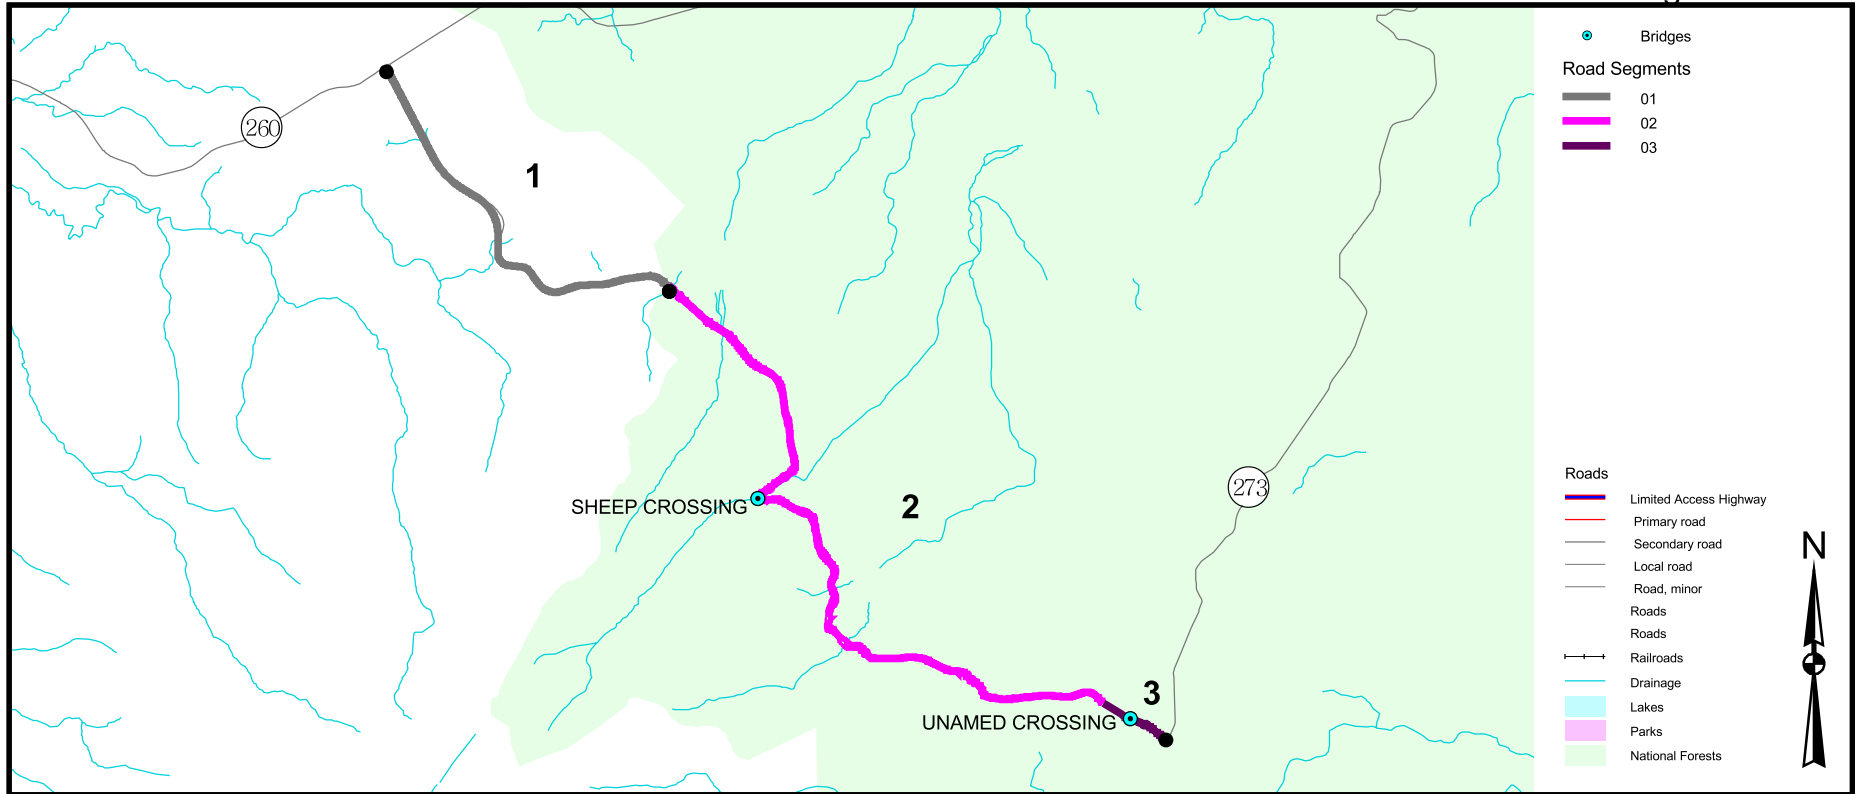 Bridges
Road Segments
01
02
03
260
1
SHEEP CROSSING
2
273
3
UNAMED CROSSING
Roads
Limited Access Highway
Primary road
Secondary road
Local road
Road, minor
Roads
Roads
Railroads
Drainage
Lakes
Parks
National Forests
N